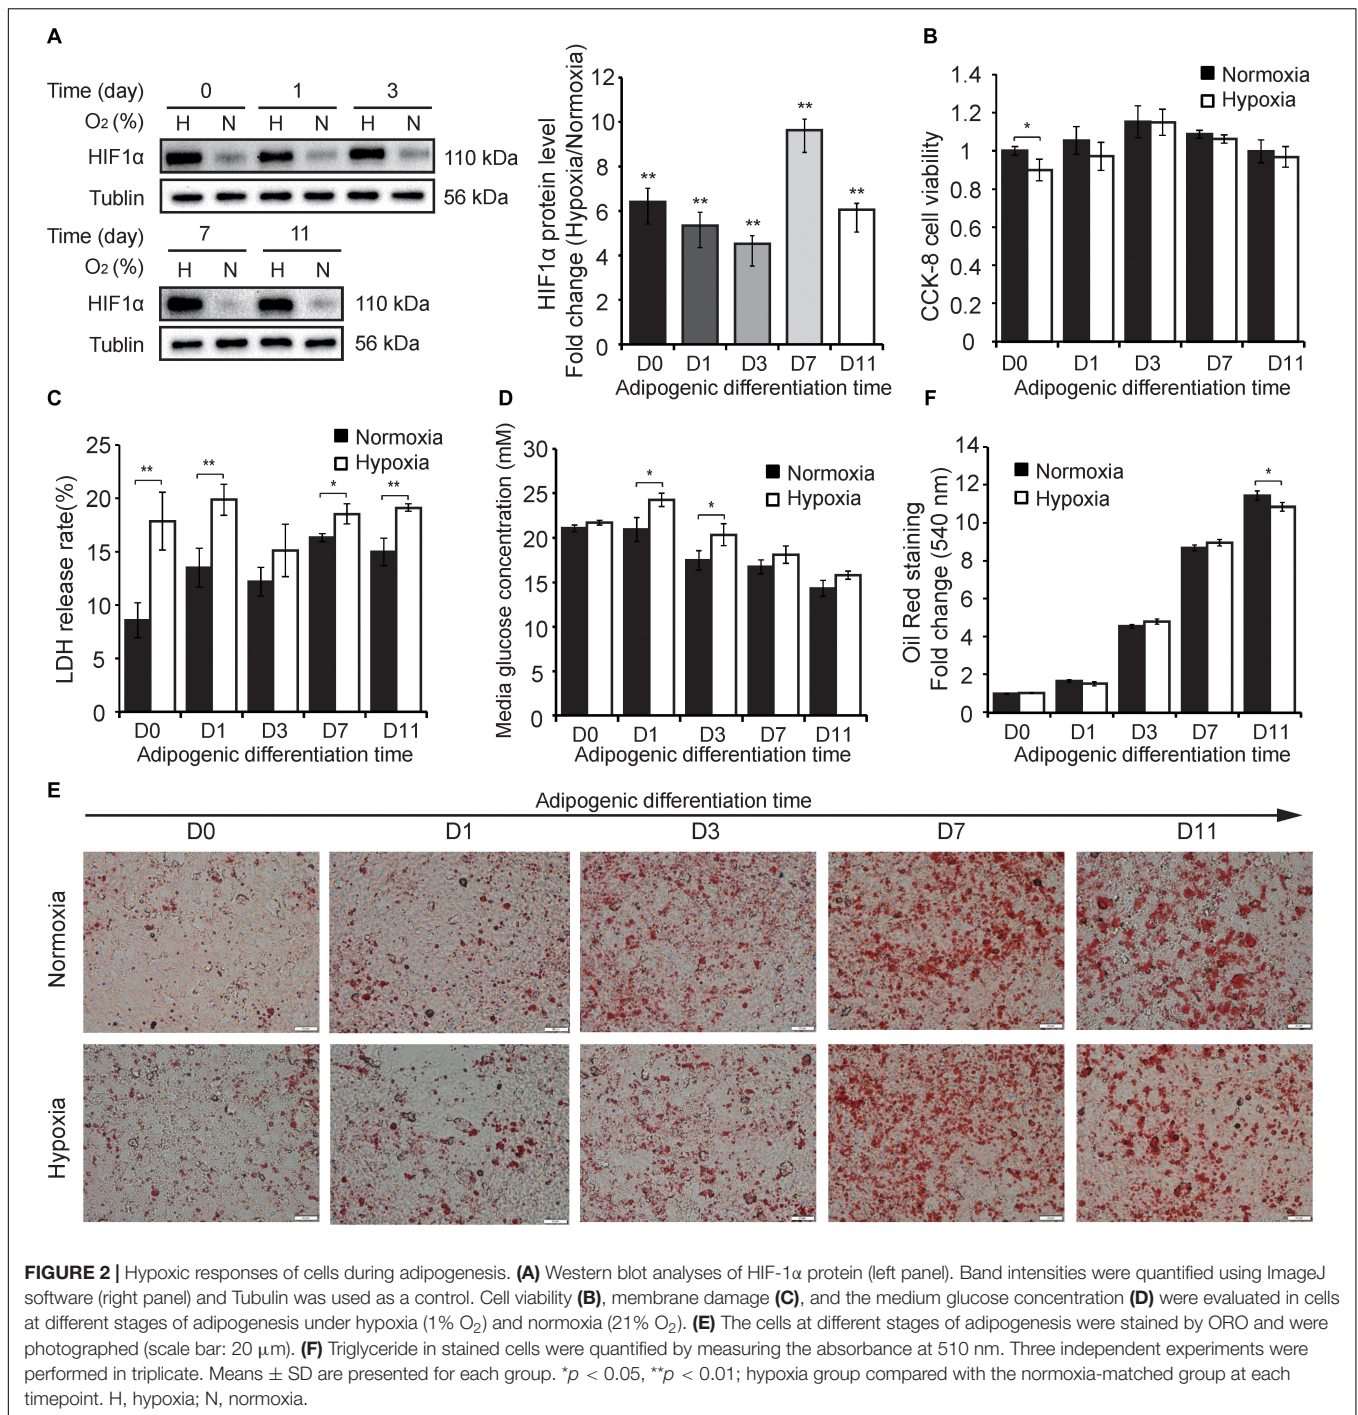 A
Time (day) 0 1 3
O2 (%) H N H N H N
HIF1α 110 kDa
Tublin 56 kDa
Time (day) 7 11
O2 (%) H N H N
HIF1α 110 kDa
Tublin 56 kDa
HIF1α protein level
Fold change (Hypoxia/Normoxia)
12
10
8
6
4
2
0
** ** ** ** **
D0 D1 D3 D7 D11
Adipogenic differentiation time
B
Normoxia
Hypoxia
CCK-8 cell viability
1.4
1.2
1
0.8
0.6
0.4
0.2
0
*
D0 D1 D3 D7 D11
Adipogenic differentiation time
C
Normoxia
Hypoxia
LDH release rate(%)
25
20
15
10
5
0
** ** * **
D0 D1 D3 D7 D11
Adipogenic differentiation time
D
Normoxia
Hypoxia
Media glucose concentration (mM)
30
25
20
15
10
5
0
* *
D0 D1 D3 D7 D11
Adipogenic differentiation time
F
Normoxia
Hypoxia
Oil Red staining
Fold change (540 nm)
14
12
10
8
6
4
2
0
*
D0 D1 D3 D7 D11
Adipogenic differentiation time
E
Adipogenic differentiation time
D0 D1 D3 D7 D11
Normoxia
Hypoxia
FIGURE 2 | Hypoxic responses of cells during adipogenesis. (A) Western blot analyses of HIF-1α protein (left panel). Band intensities were quantified using ImageJ
software (right panel) and Tubulin was used as a control. Cell viability (B), membrane damage (C), and the medium glucose concentration (D) were evaluated in cells
at different stages of adipogenesis under hypoxia (1% O2) and normoxia (21% O2). (E) The cells at different stages of adipogenesis were stained by ORO and were
photographed (scale bar: 20 μm). (F) Triglyceride in stained cells were quantified by measuring the absorbance at 510 nm. Three independent experiments were
performed in triplicate. Means ± SD are presented for each group. *p < 0.05, **p < 0.01; hypoxia group compared with the normoxia-matched group at each
timepoint. H, hypoxia; N, normoxia.